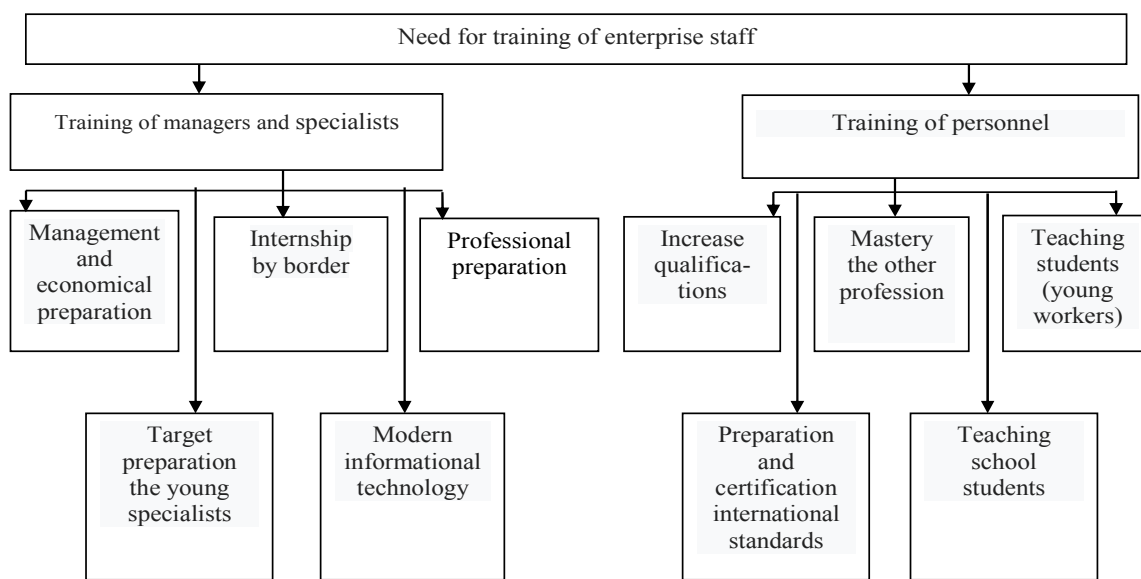 Need for training of enterprise staff
Training of managers and specialists
Training of personnel
Management
and
economical
preparation
Internship
by border
Professional
preparation
Increase
qualifica-
tions
Mastery
the other
profession
Teaching
students
(young
workers)
Target
preparation
the young
specialists
Modern
informational
technology
Preparation
and
certification
international
standards
Teaching
school
students